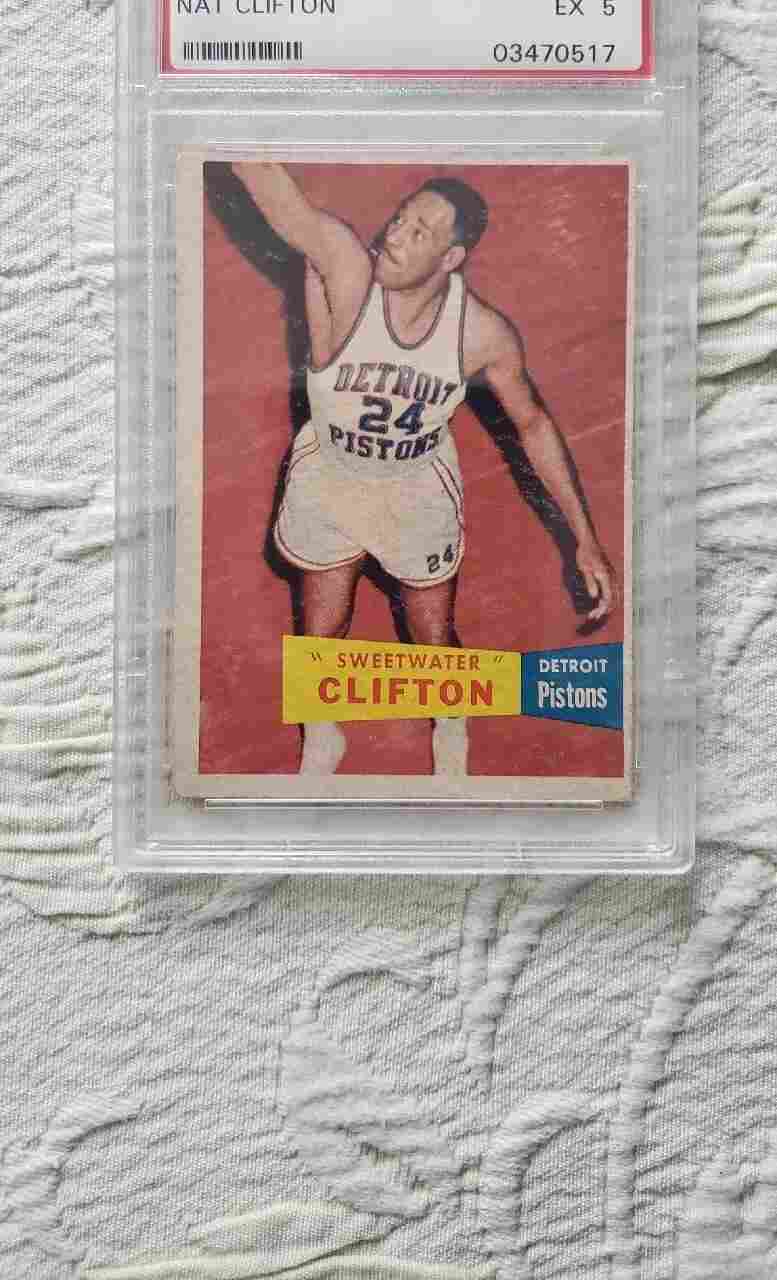 NAT CLIFTON EX 5
03470517
DETROIT
24
PISTONS
24
" SWEETWATER "
CLIFTON
DETROIT
Pistons